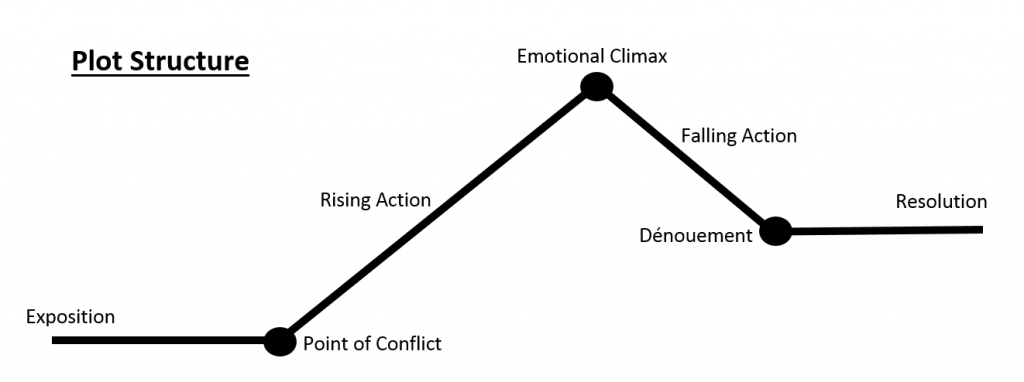 Plot Structure
Emotional Climax
Falling Action
Rising Action
Resolution
Dénouement
Exposition
Point of Conflict